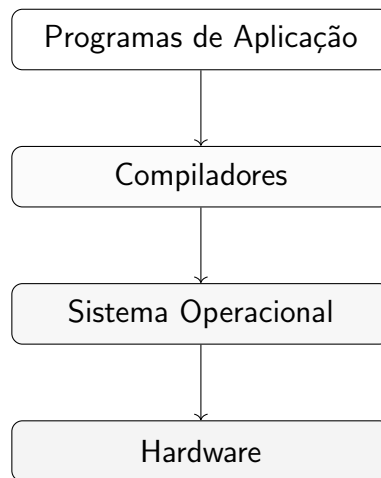 Programas de Aplicação
Compiladores
Sistema Operacional
Hardware